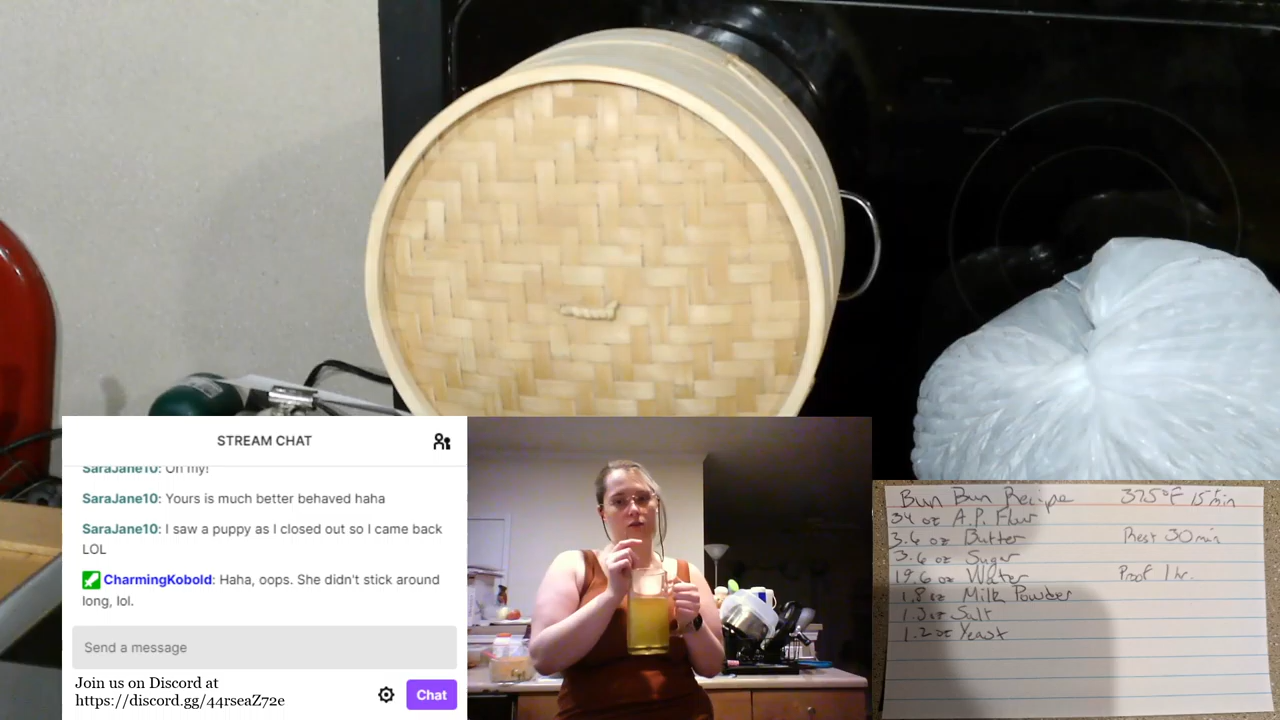 STREAM CHAT
SaraJane10: Oh my!
SaraJane10: Yours is much better behaved haha
SaraJane10: I saw a puppy as I closed out so I came back
LOL
CharmingKobold: Haha, oops. She didn't stick around
long, lol.
Send a message
Join us on Discord at
https://discord.gg/44rseaZ72e
Chat
Bun Bun Recipe 375°F 15 min
34 oz A.P. Flour
3.6 oz Butter Rest 30 min
3.6 oz Sugar
19.6 oz Water Proof 1 hr.
1.8 oz Milk Powder
oz Salt
1.2 oz Yeast